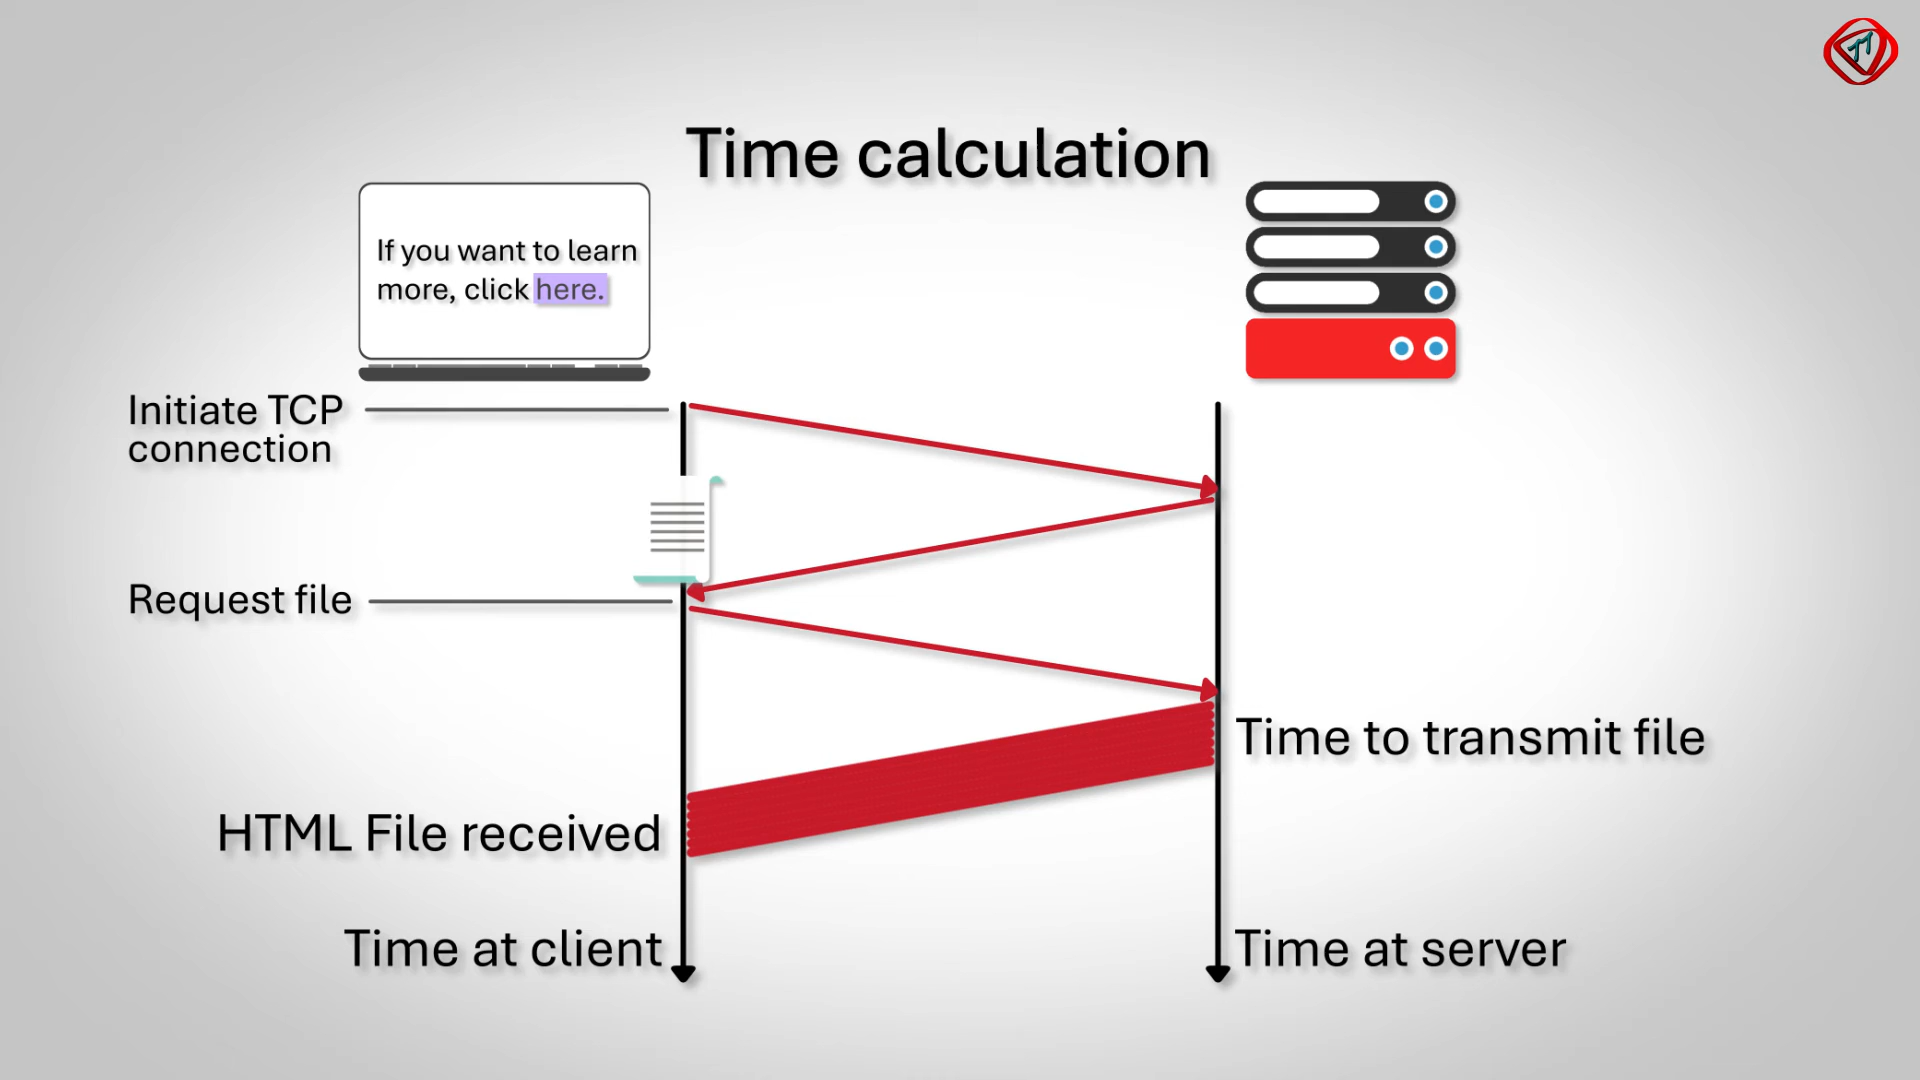 Time calculation
If you want to learn
more, click here.
Initiate TCP
connection
Request file
Time to transmit file
HTML File received
Time at client
Time at server